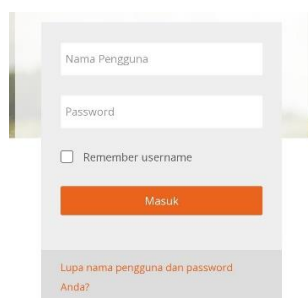 Nama Pengguna
Password
Remember username
Masuk
Lupa nama pengguna dan password
Anda?